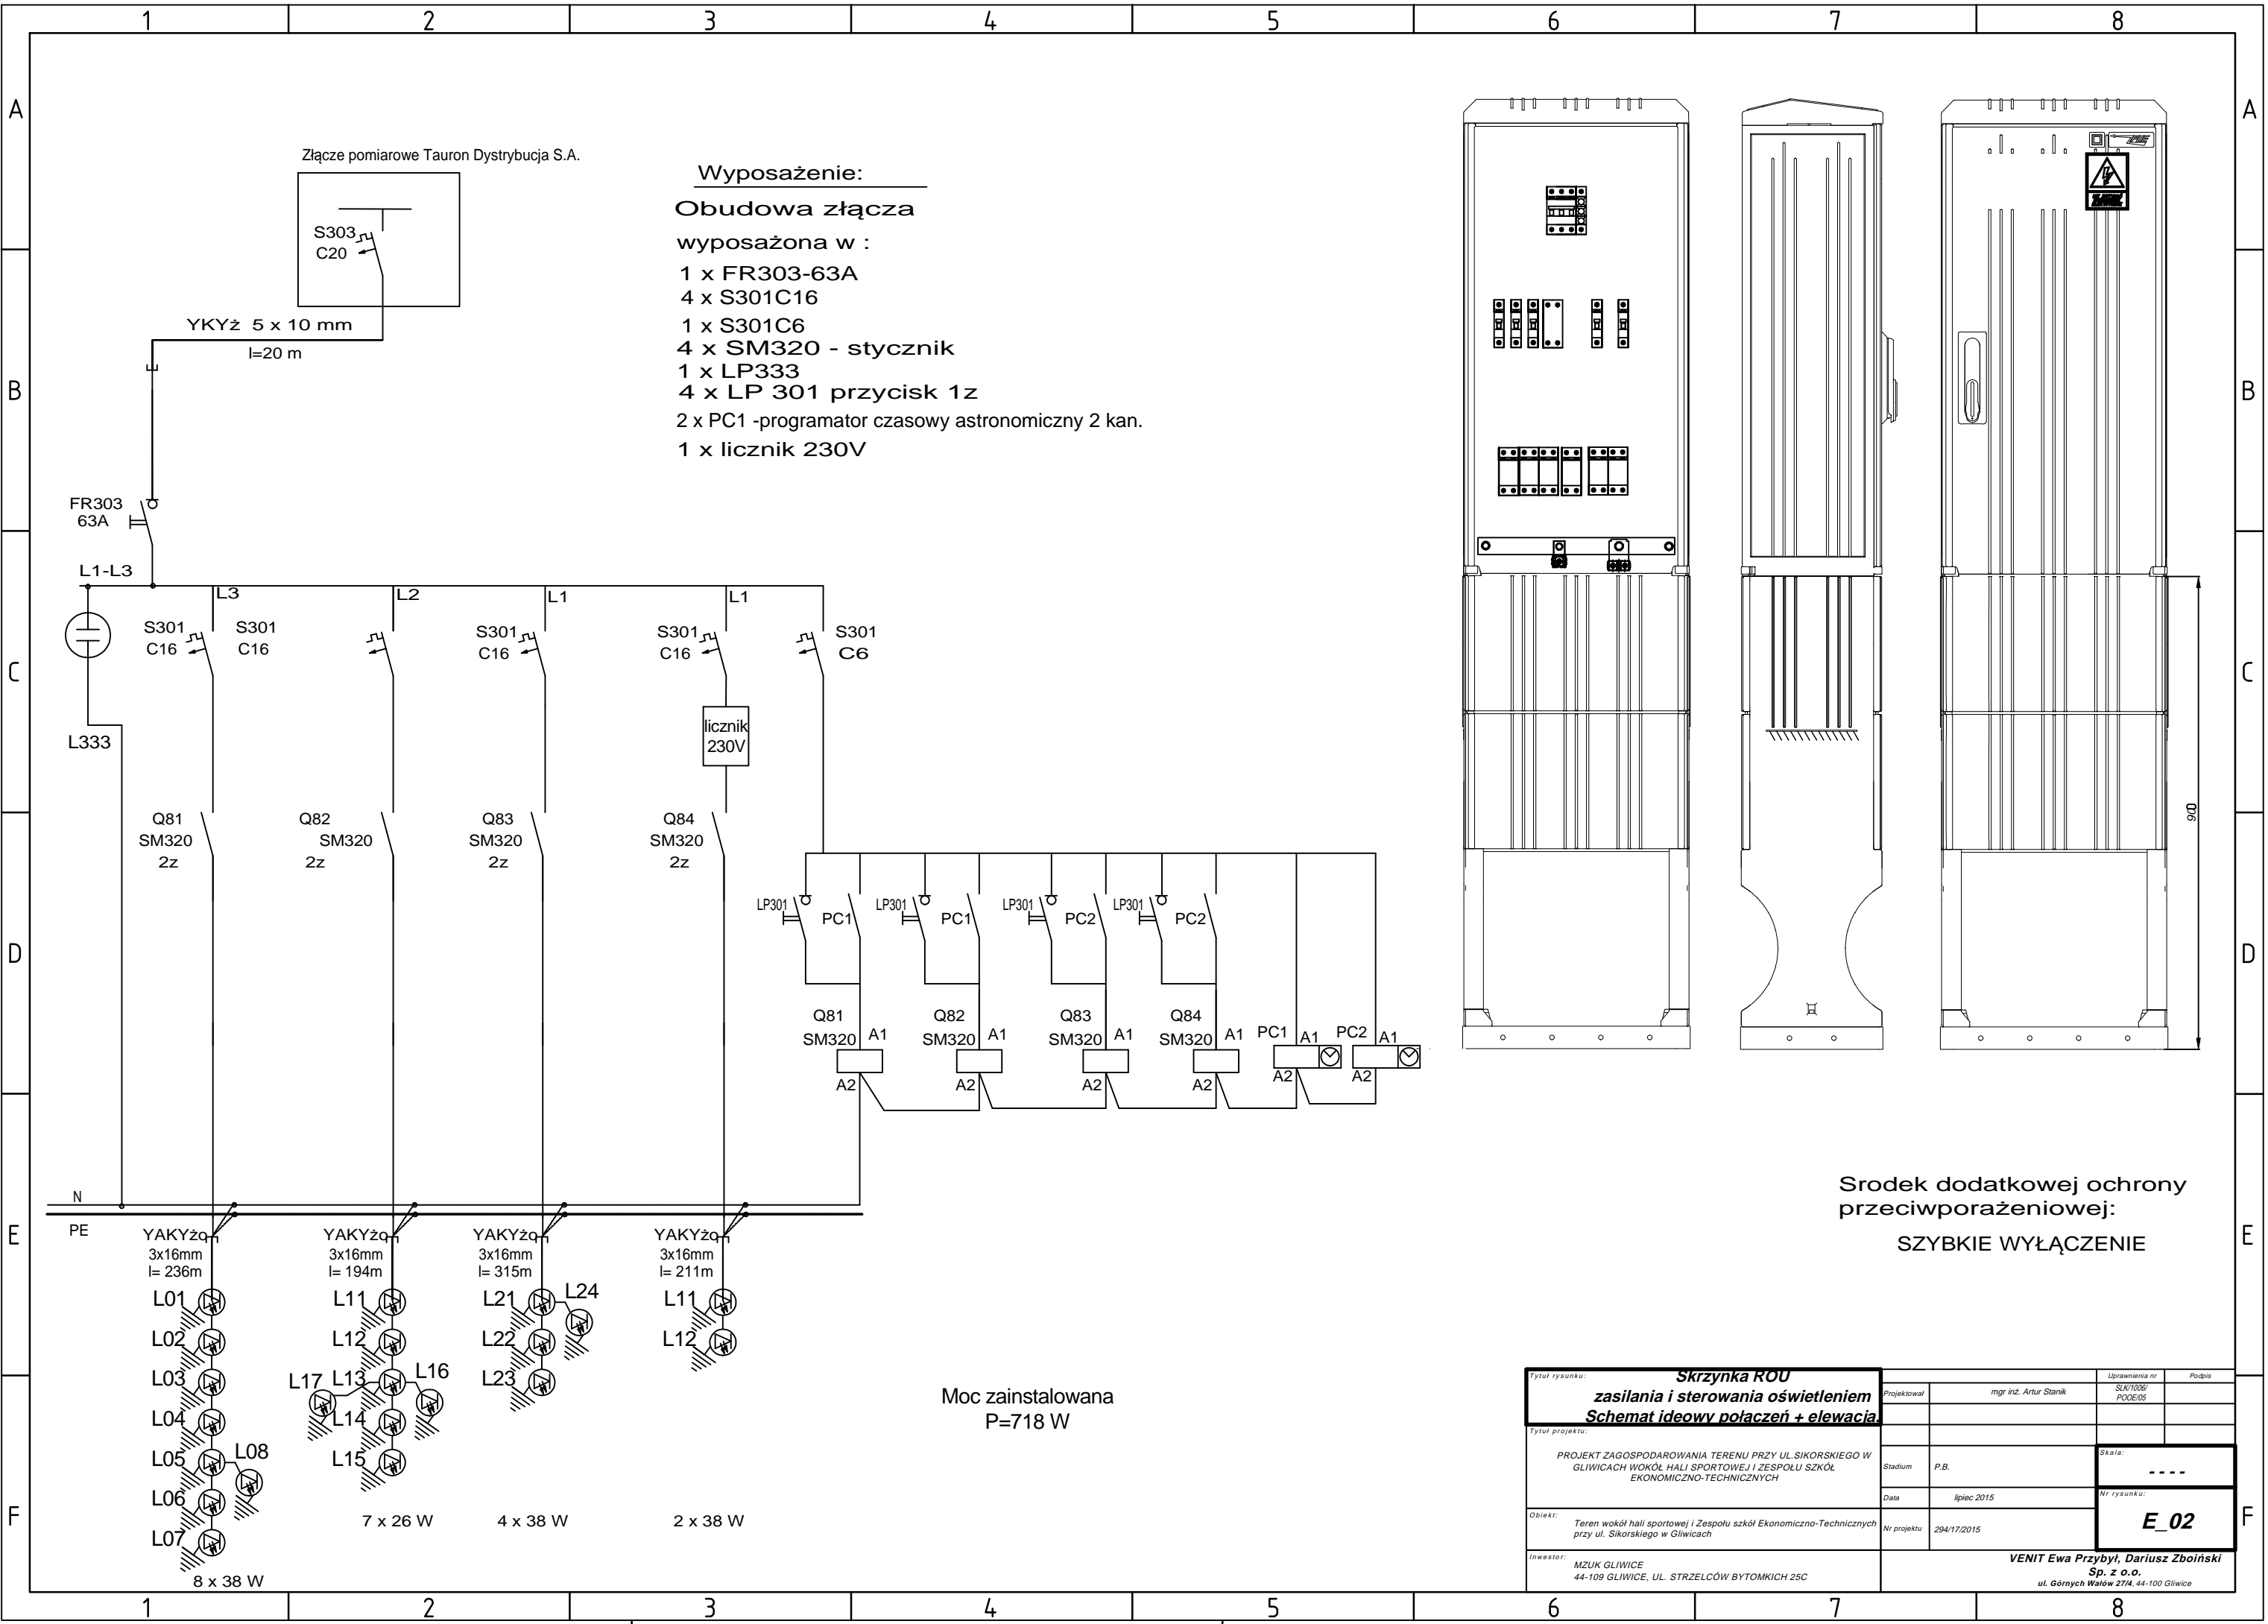 1 2 3 4 5 6 7 8
A A
B B
C C
D D
E E
F F
Złącze pomiarowe Tauron Dystrybucja S.A.
S303
C20
YKYż 5 x 10 mm
l=20 m
Wyposażenie:
Obudowa złącza
wyposażona w :
1 x FR303-63A
4 x S301C16
1 x S301C6
4 x SM320 - stycznik
1 x LP333
4 x LP 301 przycisk 1z
2 x PC1 -programator czasowy astronomiczny 2 kan.
1 x licznik 230V
FR303
63A
L1-L3
L3 L2 L1 L1
S301 S301 S301 S301 S301
C16 C16 C16 C16 C6
L333
licznik
230V
Q81 Q82 Q83 Q84
SM320 SM320 SM320 SM320
2z 2z 2z 2z
LP301 PC1 LP301 PC1 LP301 PC2 LP301 PC2
Q81 Q82 Q83 Q84
SM320 A1 SM320 A1 SM320 A1 SM320 A1 PC1 A1 PC2 A1
A2 A2 A2 A2 A2 A2
900
N
PE
YAKYżo YAKYżo YAKYżo YAKYżo
3x16mm 3x16mm 3x16mm 3x16mm
l= 236m l= 194m l= 315m l= 211m
L01 L11 L21 L24 L11
L02 L12 L22 L12
L03 L17 L13 L16 L23
L04 L14
L05 L08 L15
L06
L07
7 x 26 W 4 x 38 W 2 x 38 W
8 x 38 W
Moc zainstalowana
P=718 W
Srodek dodatkowej ochrony
przeciwporażeniowej:
SZYBKIE WYŁĄCZENIE
Tytuł rysunku:
Skrzynka ROU
zasilania i sterowania oświetleniem
Schemat ideowy połączeń + elewacja.
Uprawnienia nr Podpis
Projektował mgr inż. Artur Stanik SLK/1006/
POOE/05
Tytuł projektu:
PROJEKT ZAGOSPODAROWANIA TERENU PRZY UL.SIKORSKIEGO W
GLIWICACH WOKÓŁ HALI SPORTOWEJ I ZESPOŁU SZKÓŁ
EKONOMICZNO-TECHNICZNYCH
Stadium P.B.
Skala:
- - - -
Data lipiec 2015
Nr rysunku:
E_02
Obiekt:
Teren wokół hali sportowej i Zespołu szkół Ekonomiczno-Technicznych
przy ul. Sikorskiego w Gliwicach
Nr projektu 294/17/2015
Inwestor:
MZUK GLIWICE
44-109 GLIWICE, UL. STRZELCÓW BYTOMKICH 25C
VENIT Ewa Przybył, Dariusz Zboiński
Sp. z o.o.
ul. Górnych Wałów 27/4, 44-100 Gliwice
1 2 3 4 5 6 7 8